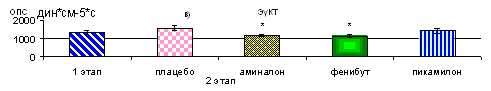 опс дин*см-5*с в) ЭУКТ
2000
* *
1000
0
1 этап плацебо аминалон фенибут пикамилон
2 этап